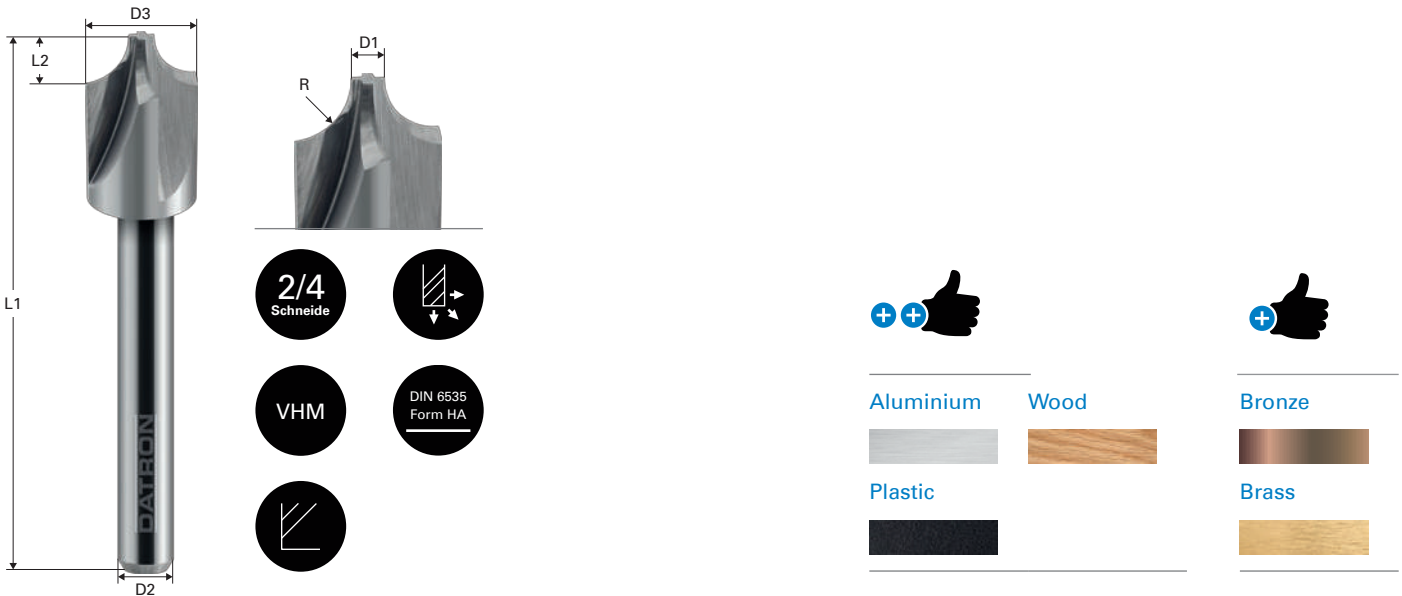 D3
L2
L1
D2
DATRON
D1
R
2/4
Schneide
VHM
DIN 6535
Form HA
Aluminium
Wood
Plastic
Bronze
Brass